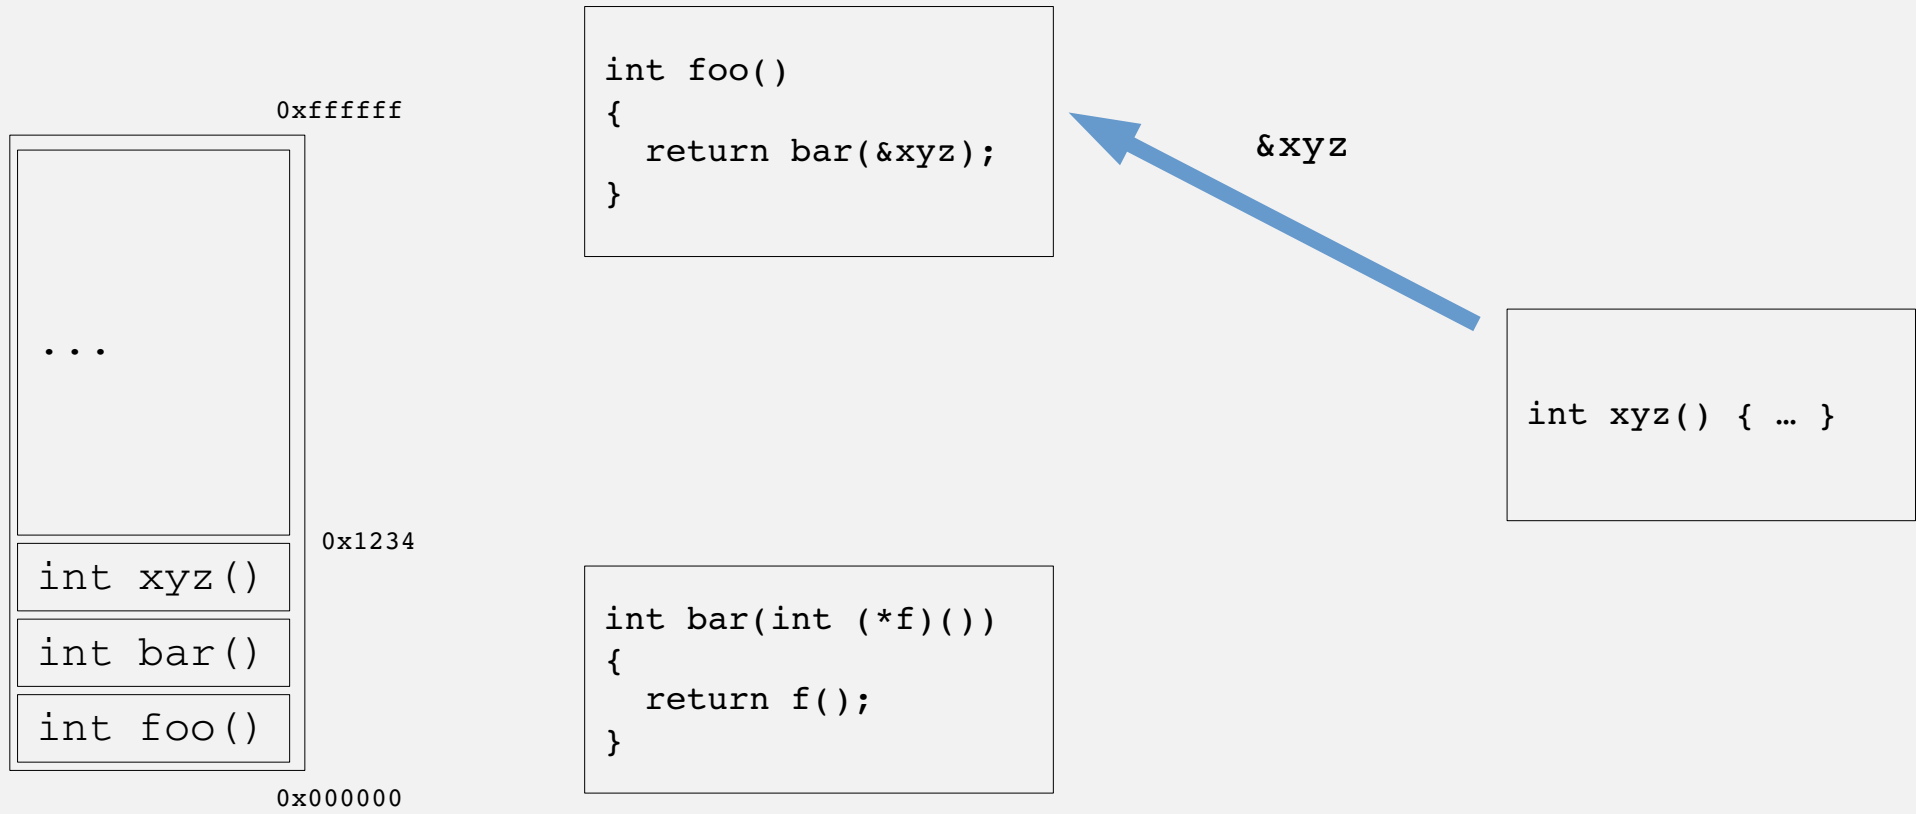 0xffffff
...
0x1234
int xyz()
int bar()
int foo()
0x000000
int foo()
{
  return bar(&xyz);
}
&xyz
int xyz() { … }
int bar(int (*f)())
{
  return f();
}